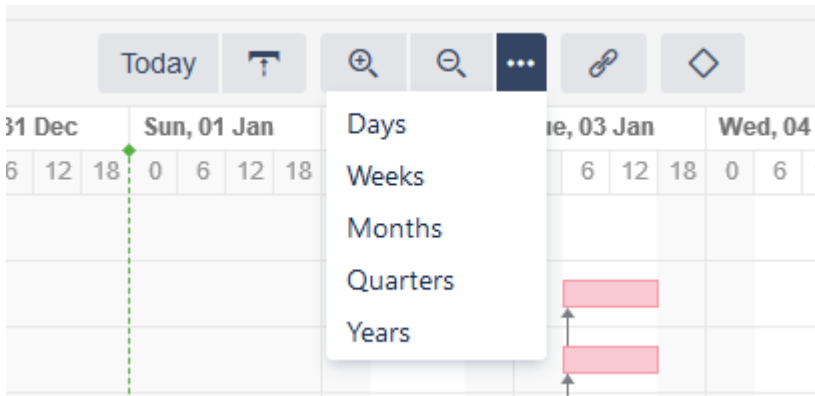 Today
31 Dec Sun, 01 Jan ue, 03 Jan Wed, 04
6 12 18 0 6 12 18 6 12 18 0 6
Days
Weeks
Months
Quarters
Years